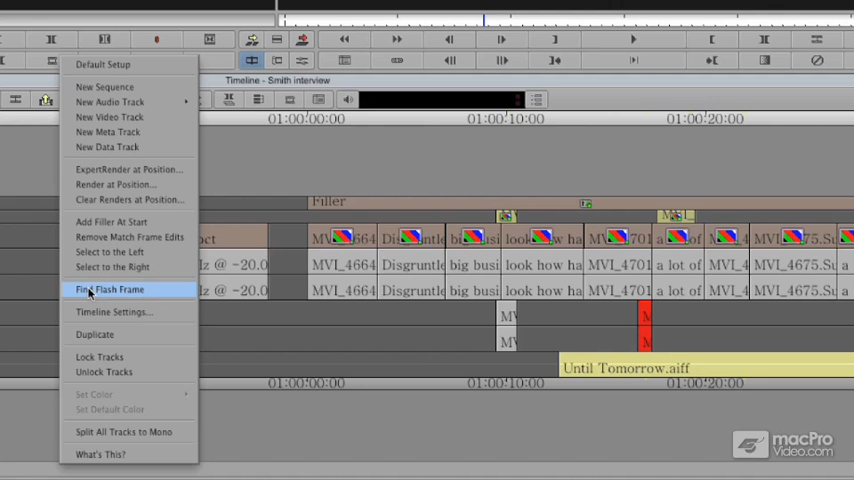 Default Setup
Timeline - Smith interview
New Sequence
New Audio Track
New Video Track
New Meta Track
New Data Track
01:00:00:00
01:00:10:00
01:00:20:00
ExpertRender at Position...
Render at Position...
Clear Renders at Position...
Filler
Add Filler At Start
Remove Match Frame Edits
Select to the Left
Select to the Right
MVI_4664 Disgruntle big busi look how ha MVI_4701 a lot of MVI_4 MVI_4675.Su
lz @ -20.0 MVI_4664 Disgruntle big busi look how ha MVI_4701 a lot of MVI_4 MVI_4675.Su
lz @ -20.0 MVI_4664 Disgruntle big busi look how ha MVI_4701 a lot of MVI_4 MVI_4675.Su
Find Flash Frame
Timeline Settings...
Duplicate
Lock Tracks
Unlock Tracks
Until Tomorrow.aiff
01:00:00:00
01:00:10:00
01:00:20:00
Set Color
Set Default Color
Split All Tracks to Mono
What's This?
macPro
Video.com